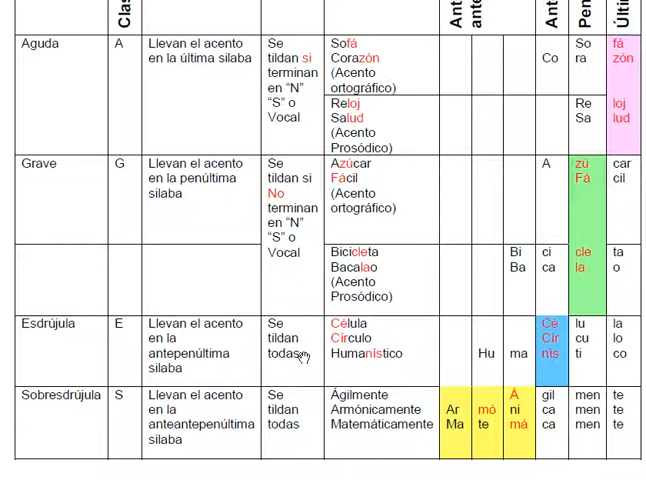 Clas
Ant
ante
Ant
Pen
Últi
Aguda A Llevan el acento Se Sofá So fá
en la última silaba tildan si Corazón Co ra zón
terminan (Acento
en “N” ortográfico)
“S” o Reloj Re loj
Vocal Salud Sa lud
(Acento
Prosódico)
Grave G Llevan el acento Se Azúcar A zú car
en la penúltima tildan si Fácil Fá cil
silaba No (Acento
terminan ortográfico)
en “N”
“S” o
Vocal Bicicleta Bi ci cle ta
Bacalao Ba ca la o
(Acento
Prosódico)
Esdrújula E Llevan el acento Se Célula Cé lu la
en la tildan Círculo Cír cu lo
antepenúltima todas Humanístico Hu ma nís ti co
silaba
Sobresdrújula S Llevan el acento Se Ágilmente Á gil men te
en la tildan Armónicamente Ar mó ni ca men te
anteantepenúltima todas Matemáticamente Ma te má ca men te
silaba